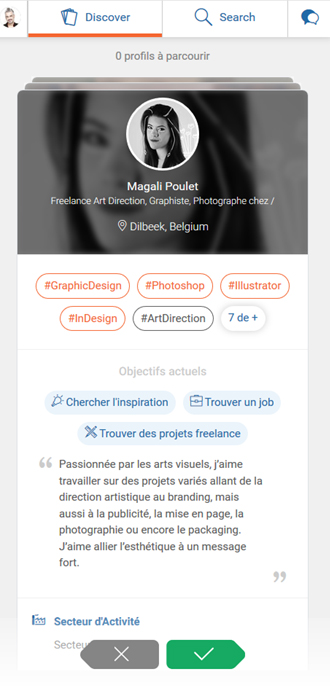 Discover
Search
0 profils à parcourir
Magali Poulet
Freelance Art Direction, Graphiste, Photographe chez /
Dilbeek, Belgium
#GraphicDesign
#Photoshop
#Illustrator
#InDesign
#ArtDirection
7 de +
Objectifs actuels
Chercher l'inspiration
Trouver un job
Trouver des projets freelance
“
Passionnée par les arts visuels, j’aime
travailler sur des projets variés allant de la
direction artistique au branding, mais
aussi à la publicité, la mise en page, la
photographie ou encore le packaging.
J’aime allier l’esthétique à un message
fort.
”
Secteur d'Activité